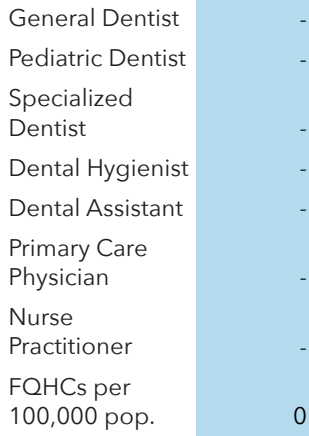 General Dentist -
Pediatric Dentist -
Specialized
Dentist -
Dental Hygienist -
Dental Assistant -
Primary Care
Physician -
Nurse
Practitioner -
FQHCs per
100,000 pop. 0